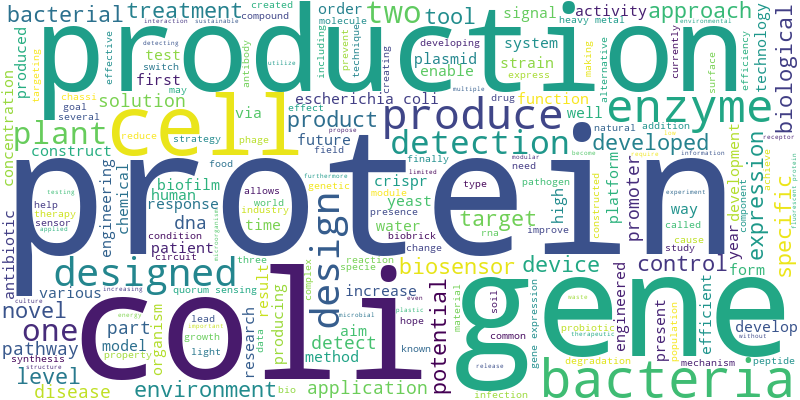 bacterial
treatment
created
compound
order
molecule
including
prevent
technique
two
tool
signal
activity
heavy metal
approach
sustainable
environmental
interaction
detecting
antibody
utilize
effective
switch
targeting
produced
production
developing
currently
creating
plasmid
enable
system
strain
express
making
alternative
surface
efficiency
technology
biological
test
first
may
concentration
chassi
goal
several
solution
cell
via
escherichia coli
effect
drug
multiple
product
produce
function
enzyme
well
natural
addition
receptor
plant
reduce
strategy
phage
propose
future
field
detection
developed
information
construct
protein
food
finally
modular
need
become
limited
furthermore
testing
help
therapy
sensor
applied
engineering
chemical
biofilm
human
allows
world
genetic
module
crispr
type
pathogen
yeast
high
constructed
platform
promoter
development
component
expression
achieve
fluorescent protein
specific
response
dna
time
industry
microorganism
presence
water
biobrick
rna
target
improve
way
called
cause
study
year
experiment
antibiotic
condition
circuit
patient
design
change
designed
three
quorum sensing
result
complex
specie
reaction
biosensor
device
control
form
various
culture
increasing
novel
one
coli
gene
increase
even
plastic
microbial
potential
material
soil
gene expression
waste
probiotic
therapeutic
engineered
present
population
efficient
without
develop
pathway
part
model
organism
lead
growth
light
important
research
data
producing
aim
detect
method
hope
known
common
degradation
mechanism
peptide
synthesis
structure
energy
property
level
disease
environment
bio
application
release
infection
bacteria